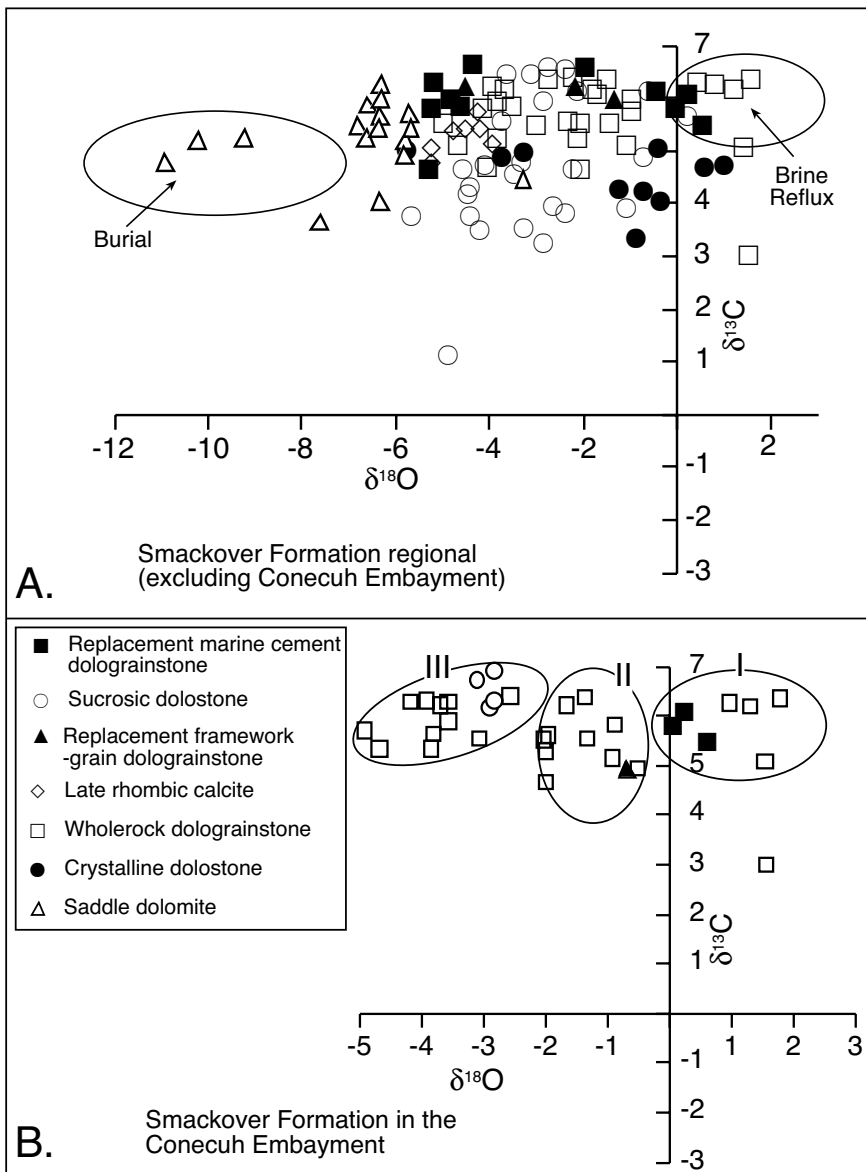 7
6
5
4
3
2
1
-1
-2
-3
δ13C
Burial
Brine
Reflux
-12
-10
-8
-6
-4
-2
2
δ18O
Smackover Formation regional
(excluding Conecuh Embayment)
A.
Replacement marine cement
dolograinstone
Sucrosic dolostone
Replacement framework
-grain dolograinstone
Late rhombic calcite
Wholerock dolograinstone
Crystalline dolostone
Saddle dolomite
III
II
I
7
5
4
3
2
1
-1
-2
-3
δ13C
-5
-4
-3
-2
-1
0
1
2
3
δ18O
Smackover Formation in the
Conecuh Embayment
B.